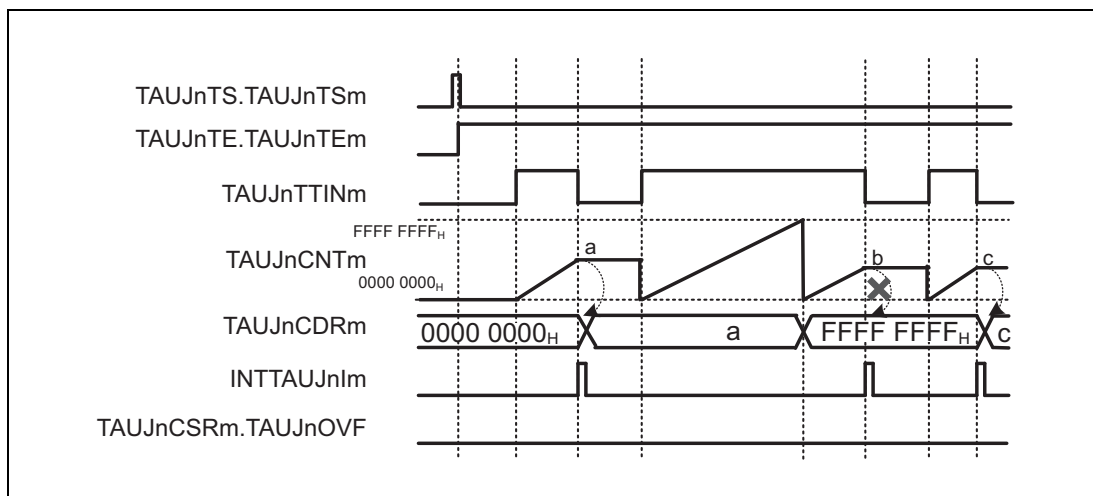 TAUJnTS.TAUJnTSm
TAUJnTE.TAUJnTEm
TAUJnTTINm
FFFF FFFFH
a b c
TAUJnCNTm
0000 0000H
TAUJnCDRm 0000 0000H a FFFF FFFFH c
INTTAUJnIm
TAUJnCSRm.TAUJnOVF